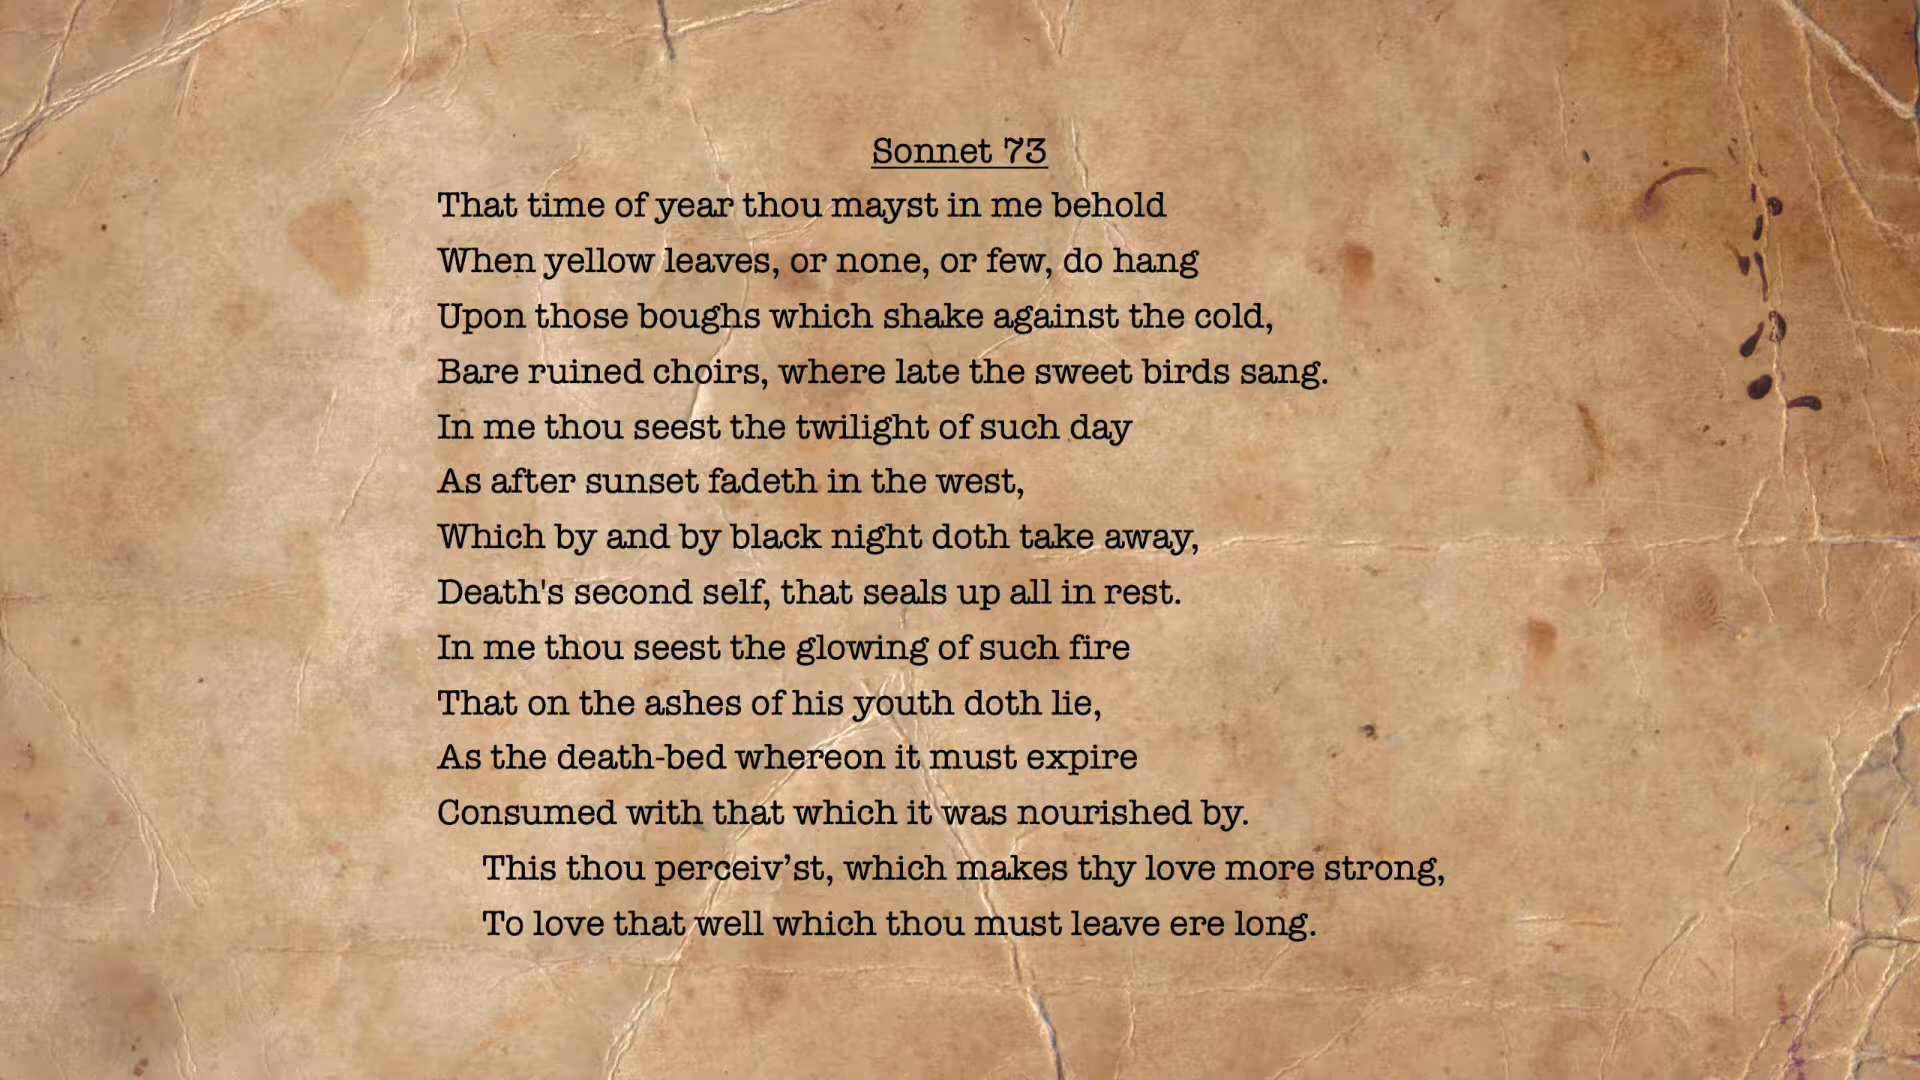 Sonnet 73
That time of year thou mayst in me behold
When yellow leaves, or none, or few, do hang
Upon those boughs which shake against the cold,
Bare ruined choirs, where late the sweet birds sang.
In me thou seest the twilight of such day
As after sunset fadeth in the west,
Which by and by black night doth take away,
Death's second self, that seals up all in rest.
In me thou seest the glowing of such fire
That on the ashes of his youth doth lie,
As the death-bed whereon it must expire
Consumed with that which it was nourished by.
This thou perceiv’st, which makes thy love more strong,
To love that well which thou must leave ere long.